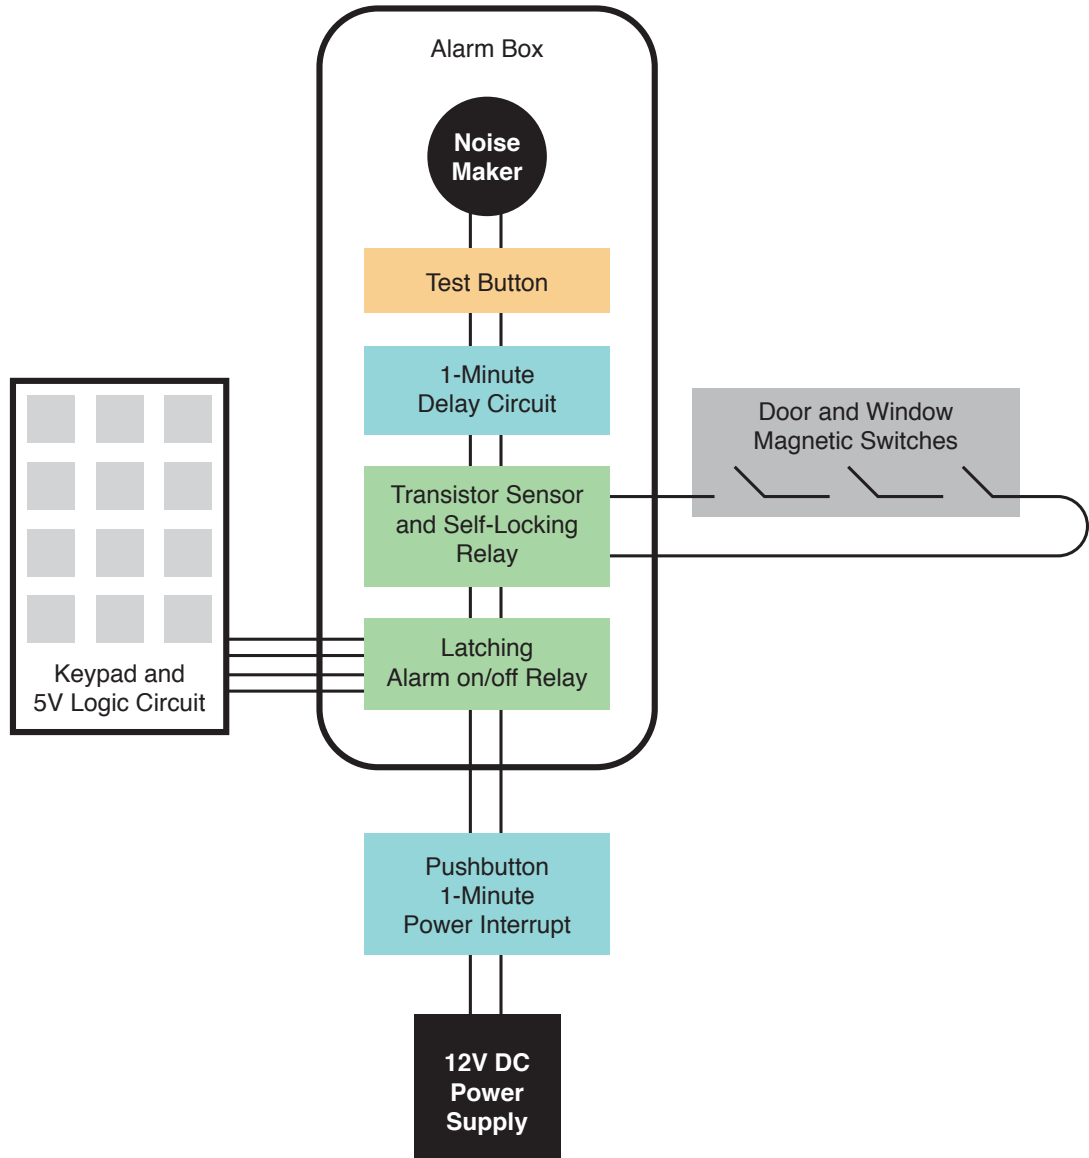 Alarm Box
Noise
Maker
Test Button
1-Minute
Delay Circuit
Door and Window
Magnetic Switches
Transistor Sensor
and Self-Locking
Relay
Latching
Alarm on/off Relay
Keypad and
5V Logic Circuit
Pushbutton
1-Minute
Power Interrupt
12V DC
Power
Supply